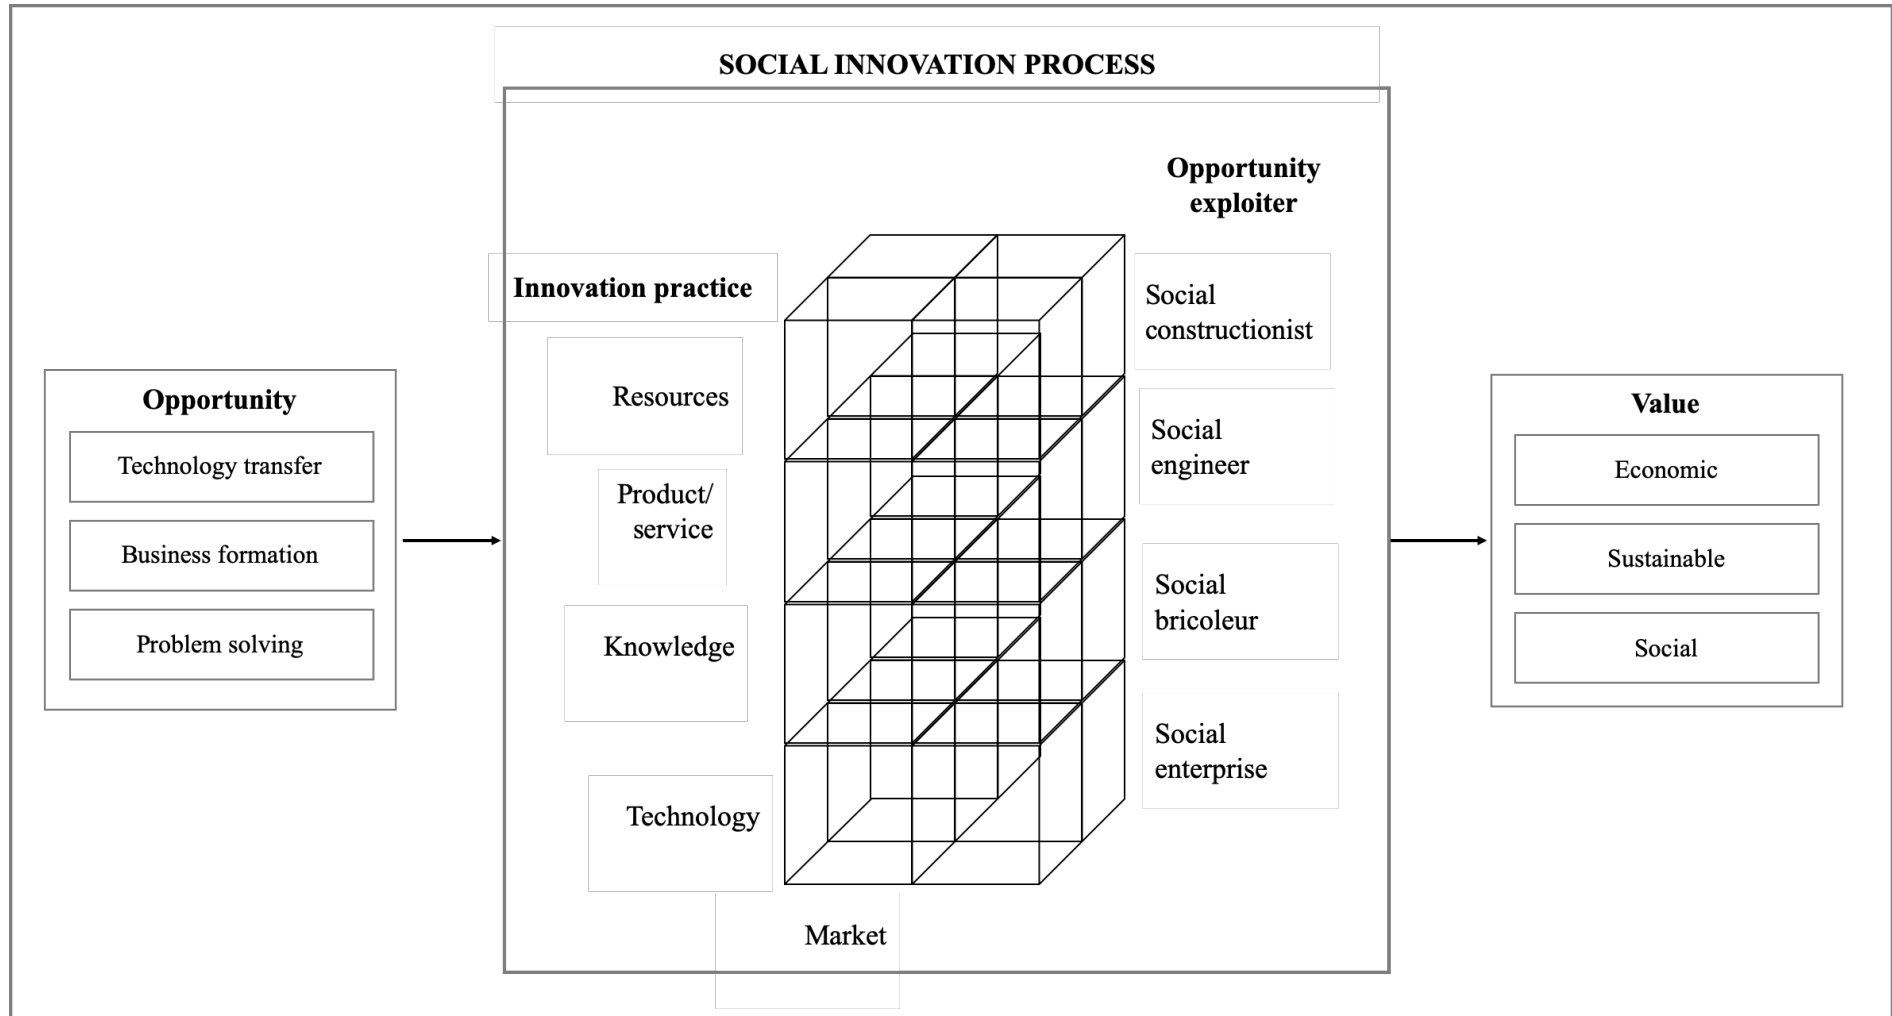 SOCIAL INNOVATION PROCESS
Opportunity
Technology transfer
Business formation
Problem solving
Innovation practice
Resources
Product/
service
Knowledge
Technology
Market
Opportunity
exploiter
Social
constructionist
Social
engineer
Social
bricoleur
Social
enterprise
Value
Economic
Sustainable
Social